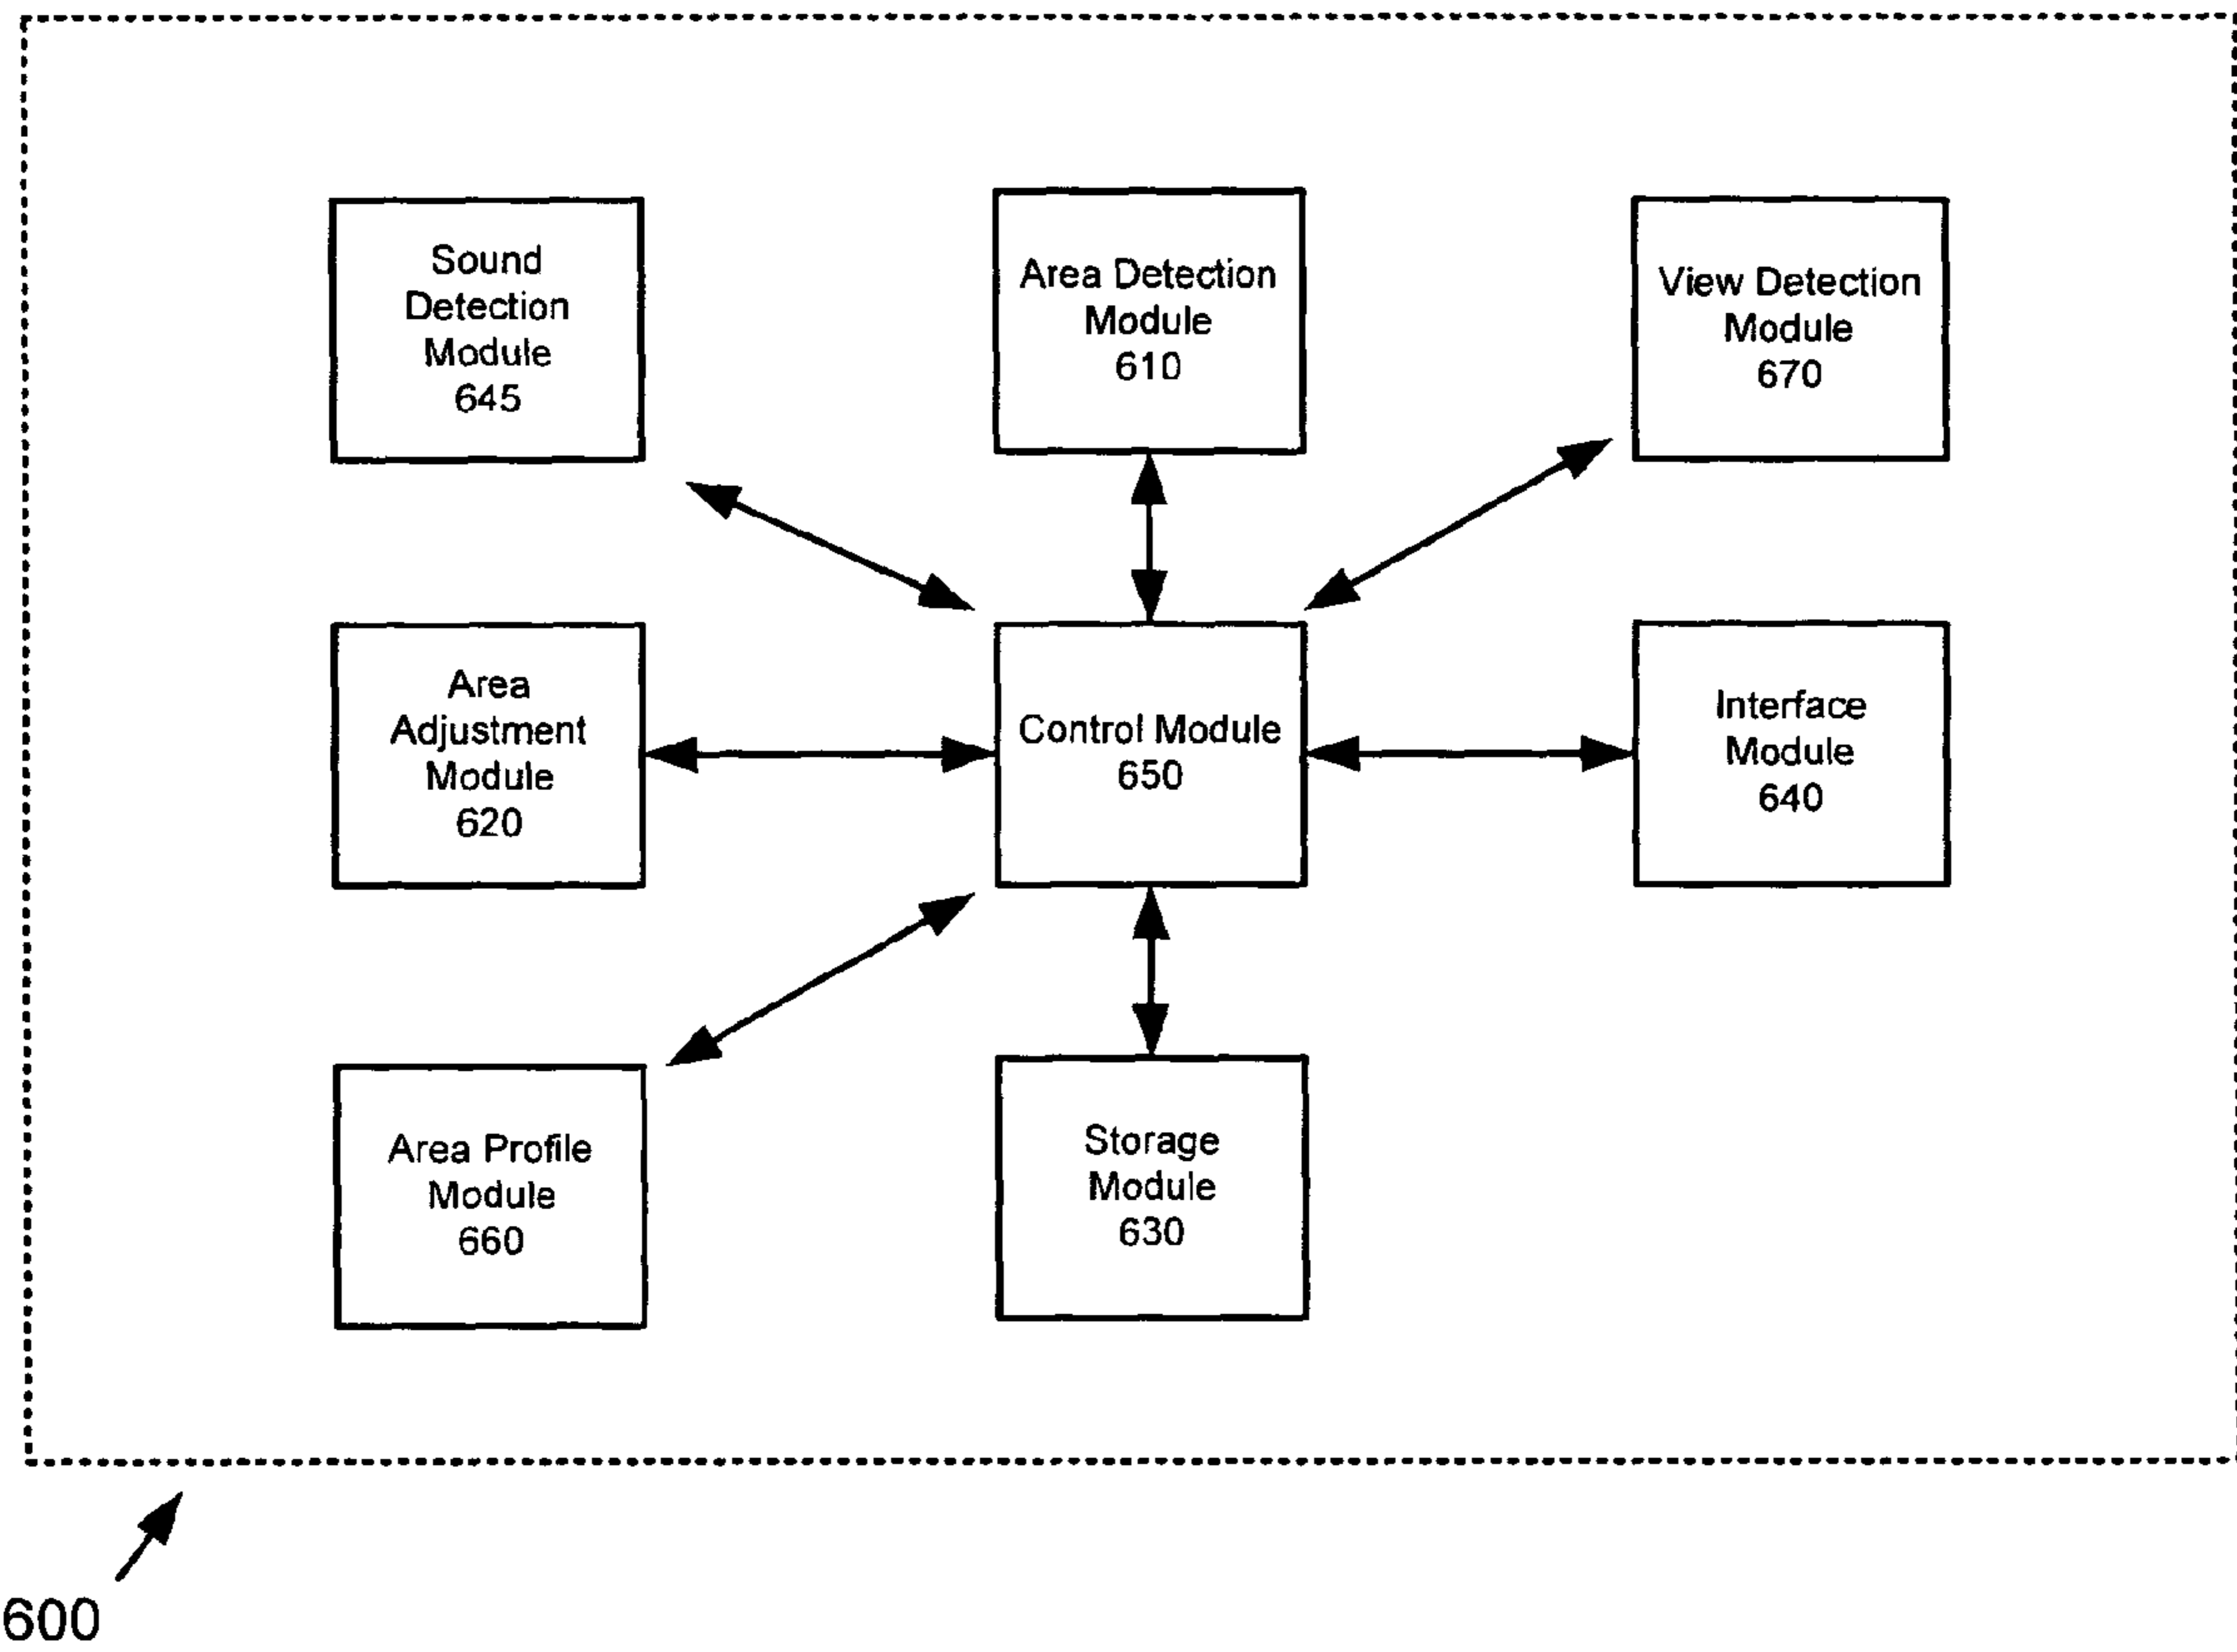 Sound
Detection
Module
645
Area Detection
Module
610
View Detection
Module
670
Area
Adjustment
Module
620
Control Module
650
Interface
Module
640
Area Profile
Module
660
Storage
Module
630
600